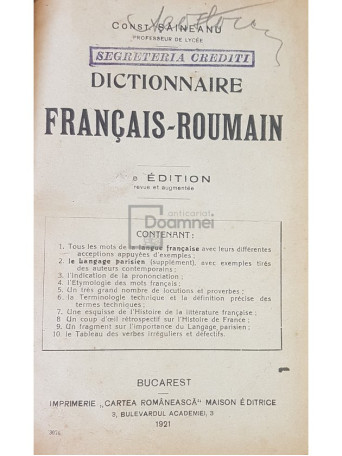 Const. ȘĂINEANU
PROFESSEUR DE LYCÉE
SEGRETERIA CREDITI
DICTIONNAIRE
FRANÇAIS-ROUMAIN
e ÉDITION
revue et augmentée
anticariat
Doamnei
CONTENANT:
1. Tous les mots de la langue française avec leurs différentes
acceptions appuyées d'exemples;
2. le Langage parisien (supplément), avec exemples tirés
des auteurs contemporains;
3. l'Indication de la prononciation;
4. l'Étymologie des mots français;
5. Un très grand nombre de locutions et proverbes;
6. la Terminologie technique et la définition précise des
termes techniques;
7. Une esquisse de l'Histoire de la littérature française;
8 Un coup d'œil rétrospectif sur l'Histoire de France;
9. Un fragment sur l'importance du Langage parisien;
10. le Tableau des verbes irréguliers et défectifs.
BUCAREST
IMPRIMERIE „CARTEA ROMÂNEASCĂ" MAISON ÉDITRICE
3, BULEVARDUL ACADEMIEI, 3
1921